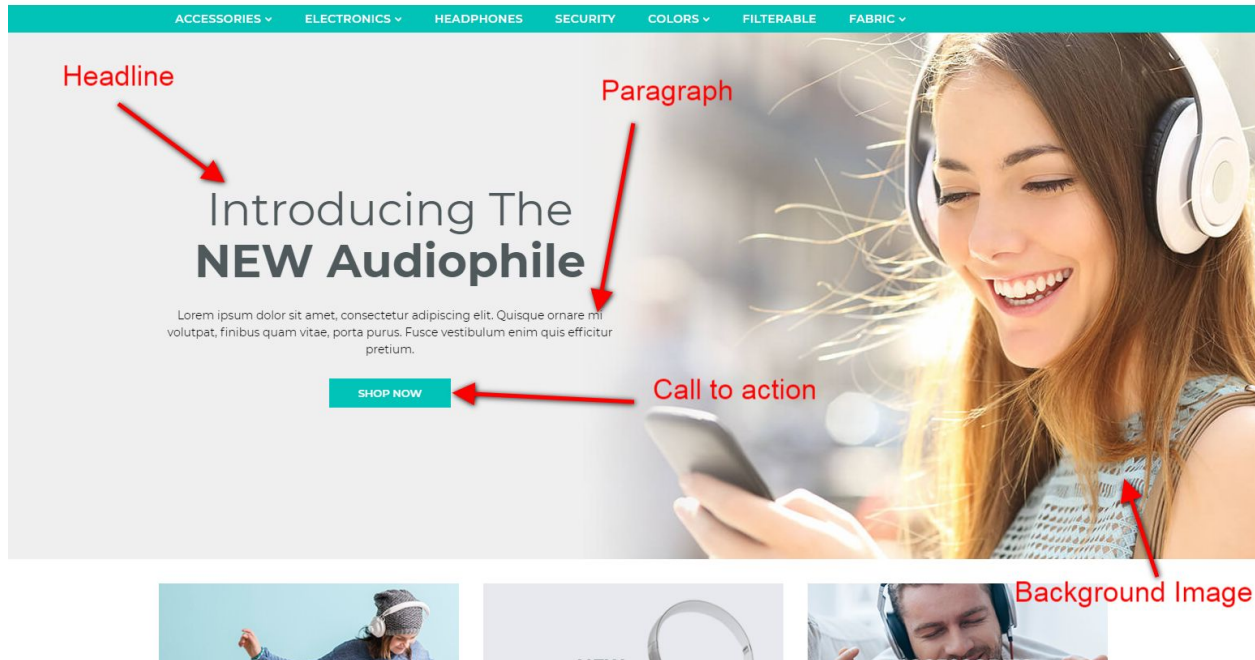 ACCESSORIES ELECTRONICS HEADPHONES SECURITY COLORS FILTERABLE FABRIC
Headline
Paragraph
Introducing The
NEW Audiophile
Lorem ipsum dolor sit amet, consectetur adipiscing elit. Quisque ornare mi
volutpat, finibus quam vitae, porta purus. Fusce vestibulum enim quis efficitur
pretium.
SHOP NOW
Call to action
Background Image